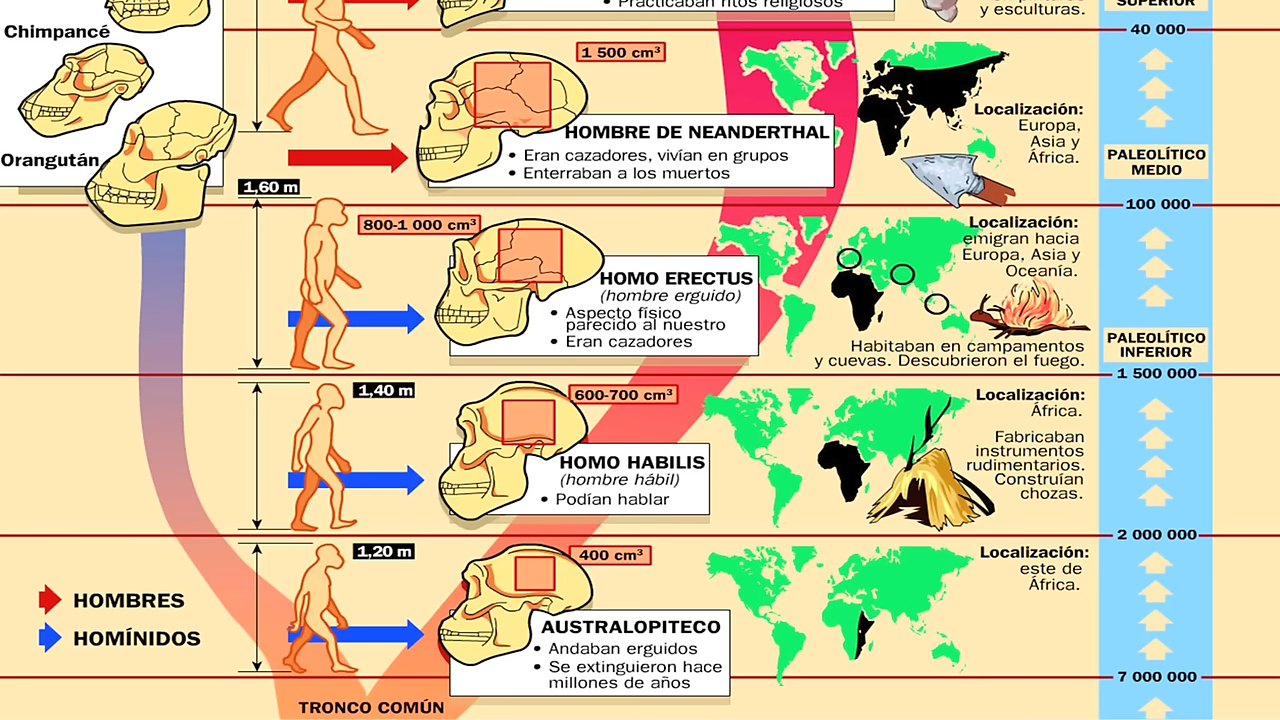 Practicaban ritos religiosos
y esculturas.
SUPERIOR
Chimpancé
Orangután
40 000
1 500 cm³
HOMBRE DE NEANDERTHAL
• Eran cazadores, vivían en grupos
• Enterraban a los muertos
Localización:
Europa,
Asia y
África.
PALEOLÍTICO
MEDIO
100 000
1,60 m
800-1 000 cm³
HOMO ERECTUS
(hombre erguido)
• Aspecto físico
parecido al nuestro
• Eran cazadores
Localización:
emigran hacia
Europa, Asia y
Oceanía.
Habitaban en campamentos
y cuevas. Descubrieron el fuego.
PALEOLÍTICO
INFERIOR
1 500 000
1,40 m
600-700 cm³
HOMO HABILIS
(hombre hábil)
• Podían hablar
Localización:
África.
Fabricaban
instrumentos
rudimentarios.
Construían
chozas.
2 000 000
1,20 m
400 cm³
AUSTRALOPITECO
• Andaban erguidos
• Se extinguieron hace
millones de años
Localización:
este de
África.
7 000 000
HOMBRES
HOMÍNIDOS
TRONCO COMÚN